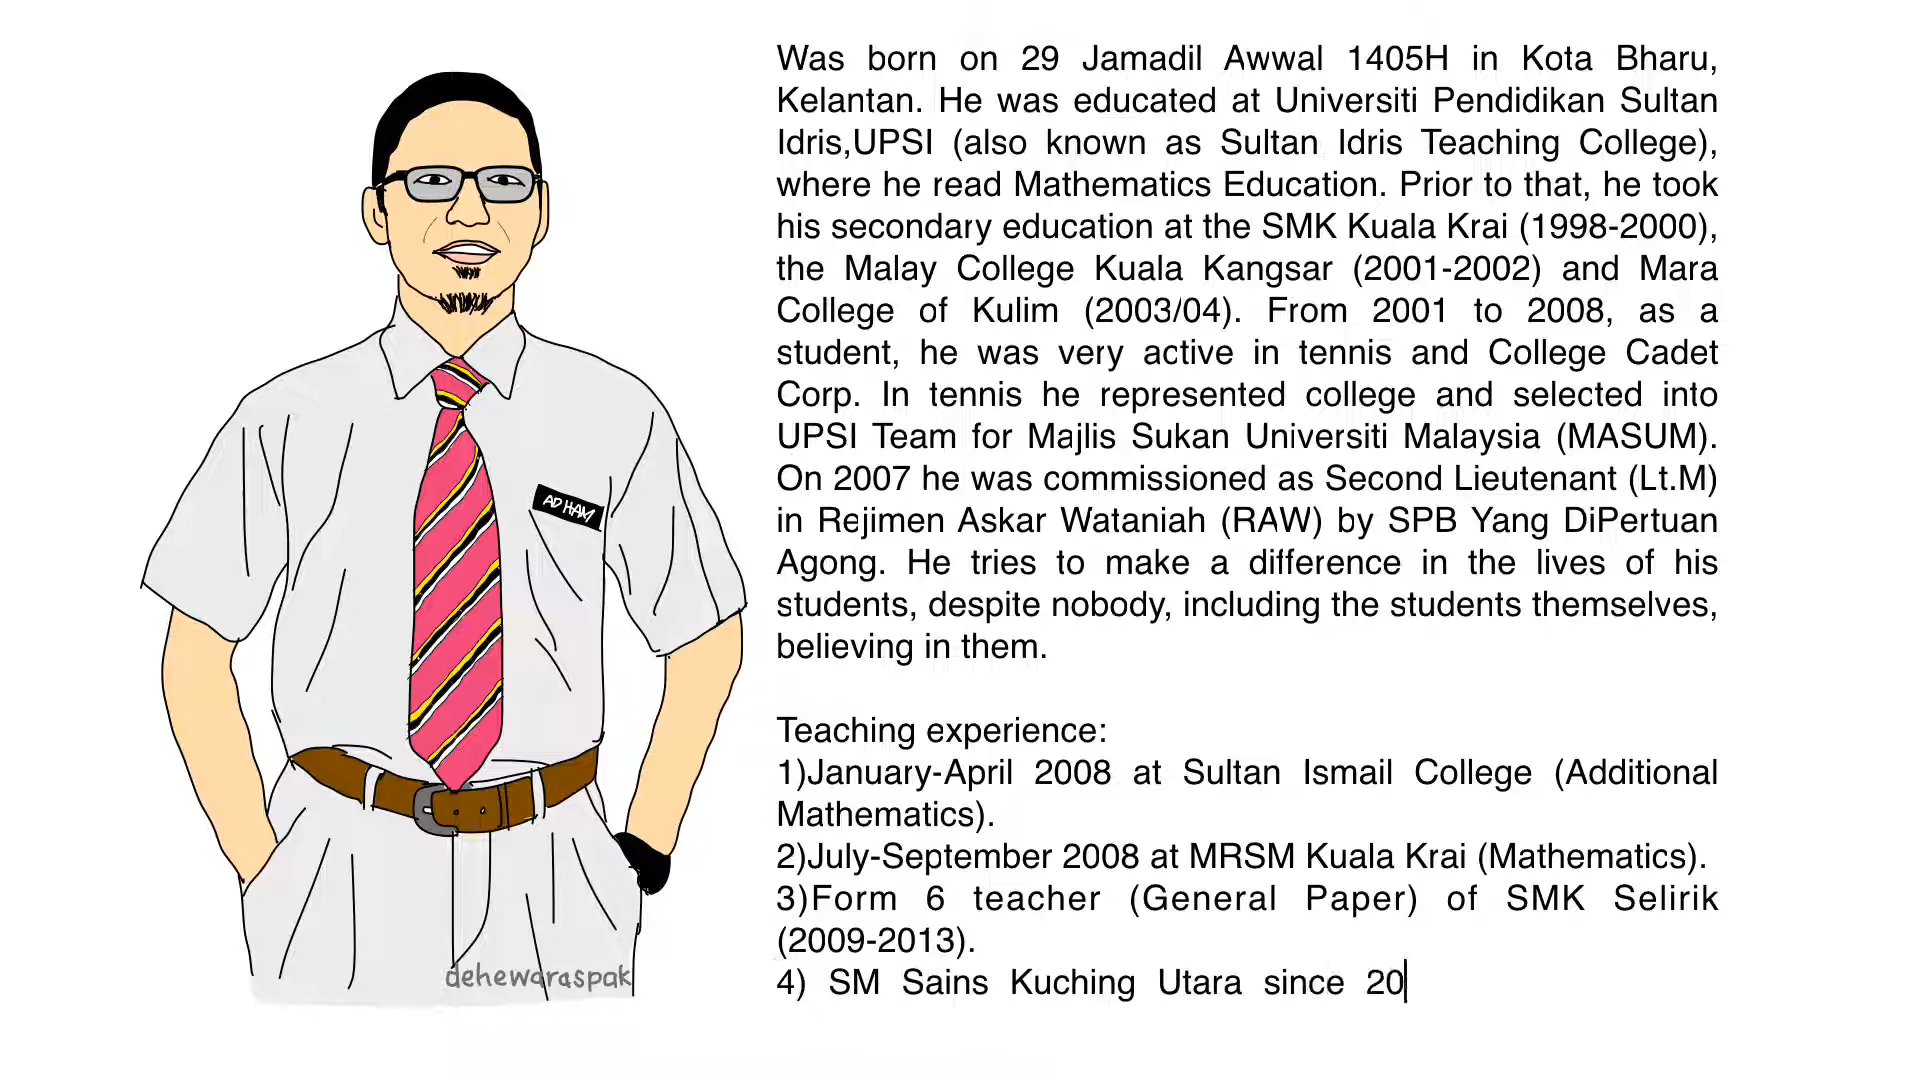 Was born on 29 Jamadil Awwal 1405H in Kota Bharu,
Kelantan. He was educated at Universiti Pendidikan Sultan
Idris,UPSI (also known as Sultan Idris Teaching College),
where he read Mathematics Education. Prior to that, he took
his secondary education at the SMK Kuala Krai (1998-2000),
the Malay College Kuala Kangsar (2001-2002) and Mara
College of Kulim (2003/04). From 2001 to 2008, as a
student, he was very active in tennis and College Cadet
Corp. In tennis he represented college and selected into
UPSI Team for Majlis Sukan Universiti Malaysia (MASUM).
On 2007 he was commissioned as Second Lieutenant (Lt.M)
in Rejimen Askar Wataniah (RAW) by SPB Yang DiPertuan
Agong. He tries to make a difference in the lives of his
students, despite nobody, including the students themselves,
believing in them.
Teaching experience:
1)January-April 2008 at Sultan Ismail College (Additional
Mathematics).
2)July-September 2008 at MRSM Kuala Krai (Mathematics).
3)Form 6 teacher (General Paper) of SMK Selirik
(2009-2013).
4) SM Sains Kuching Utara since 20
ADHAM
dehewaraspak